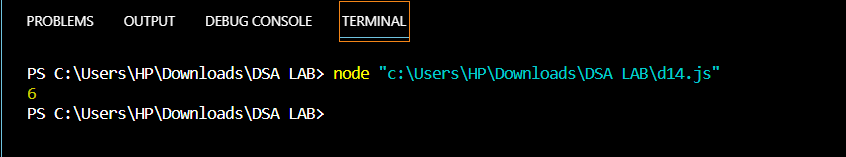 PROBLEMS OUTPUT DEBUG CONSOLE TERMINAL
PS C:\Users\HP\Downloads\DSA LAB> node "c:\Users\HP\Downloads\DSA LAB\d14.js"
6
PS C:\Users\HP\Downloads\DSA LAB>